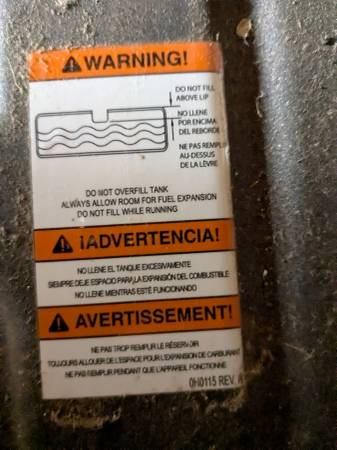 WARNING!
DO NOT FILL
ABOVE LIP
NO LLENE
POR ENCIMA
DEL REBORDE
NE PAS REMPL
AU-DESSUS
DE LA LÈVRE
DO NOT OVERFILL TANK
ALWAYS ALLOW ROOM FOR FUEL EXPANSION
DO NOT FILL WHILE RUNNING
¡ADVERTENCIA!
NO LLENE EL TANQUE EXCESIVAMENTE
SIEMPRE DEJE ESPACIO PARA LA EXPANSIÓN DEL COMBUSTIBLE
NO LLENE MIENTRAS ESTÉ FUNCIONANDO
AVERTISSEMENT!
NE PAS TROP REMPLIR LE RÉSERVOIR
TOUJOURS ALLOUER DE L'ESPACE POUR L'EXPANSION DE CARBURANT
NE PAS REMPLIR PENDANT QUE L'APPAREIL FONCTIONNE
0H0115 REV. A